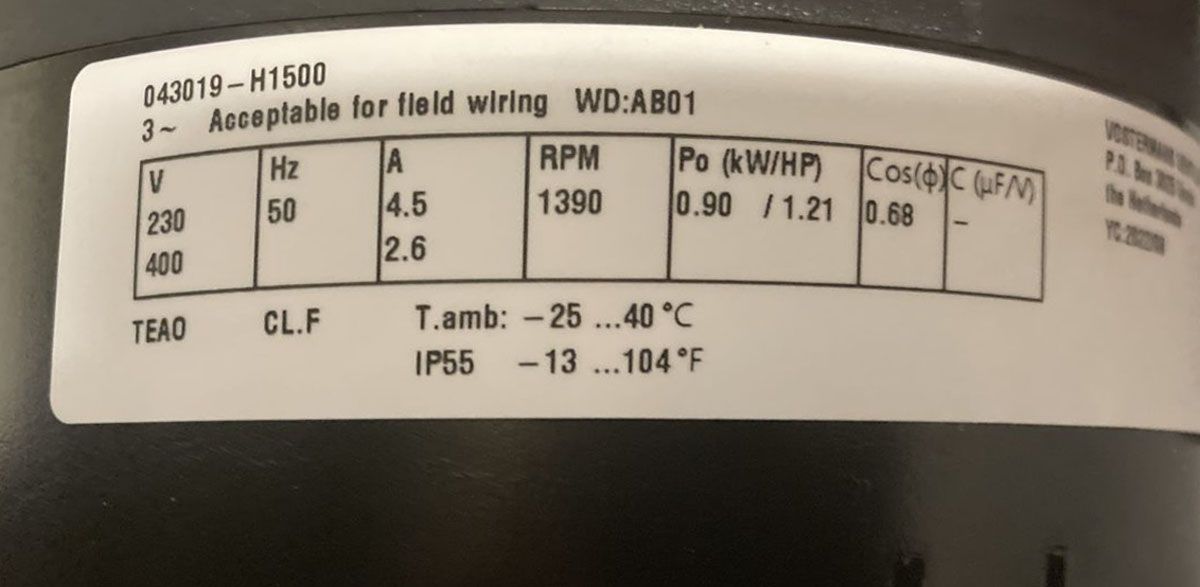 043019-H1500
3~ Acceptable for field wiring WD:AB01
V Hz A RPM Po (kW/HP) Cos(ϕ) C (µF/V)
230 50 4.5 1390 0.90 / 1.21 0.68 –
400 2.6
TEAO CL.F T.amb: –25 ...40 °C
IP55 –13 ...104 °F
P.O. Box
the Netherlands